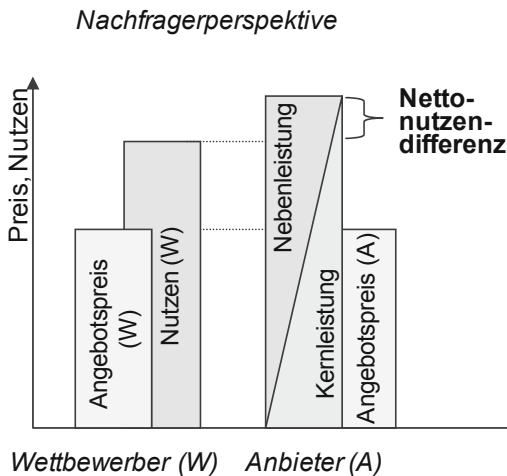 Nachfragerperspektive
Preis, Nutzen
Angebotspreis
(W)
Nutzen (W)
Nebenleistung
Kernleistung
Angebotspreis (A)
Netto-
nutzen-
differenz
Wettbewerber (W)
Anbieter (A)